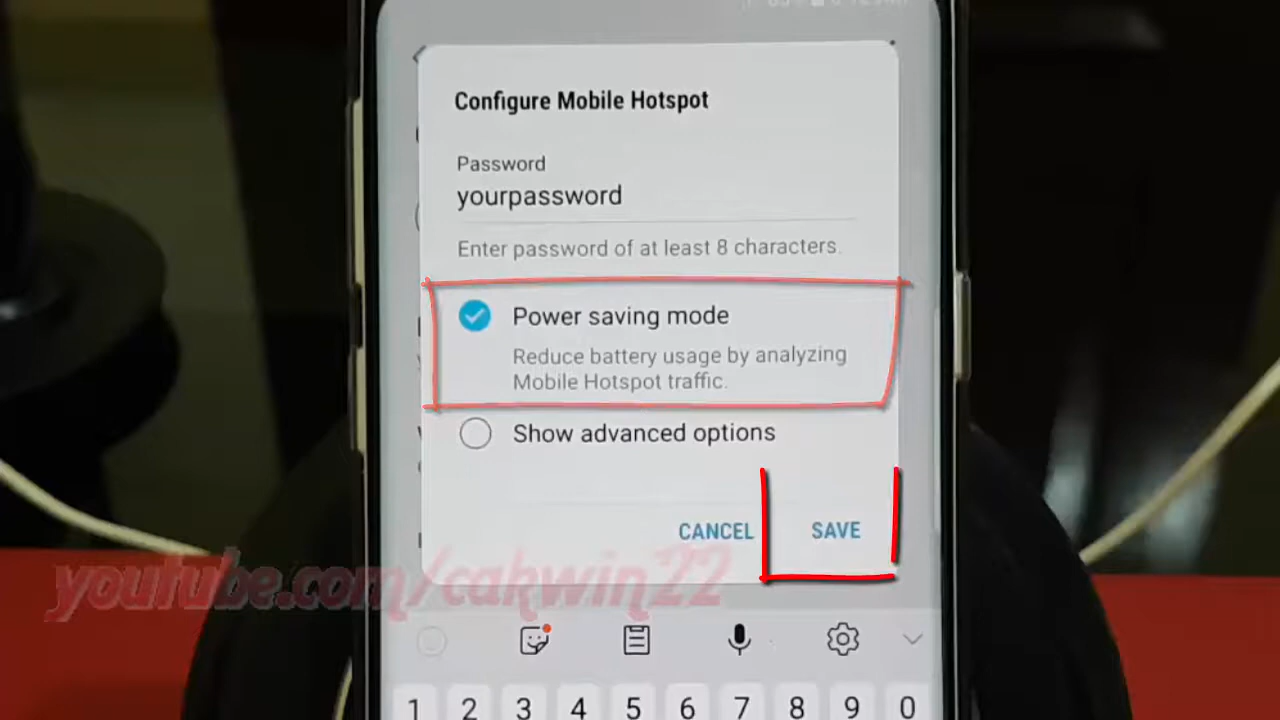 Configure Mobile Hotspot
Password
yourpassword
Enter password of at least 8 characters.
Power saving mode
Reduce battery usage by analyzing
Mobile Hotspot traffic.
Show advanced options
CANCEL SAVE
youtube.com/cakwin22
1 2 3 4 5 6 7 8 9 0